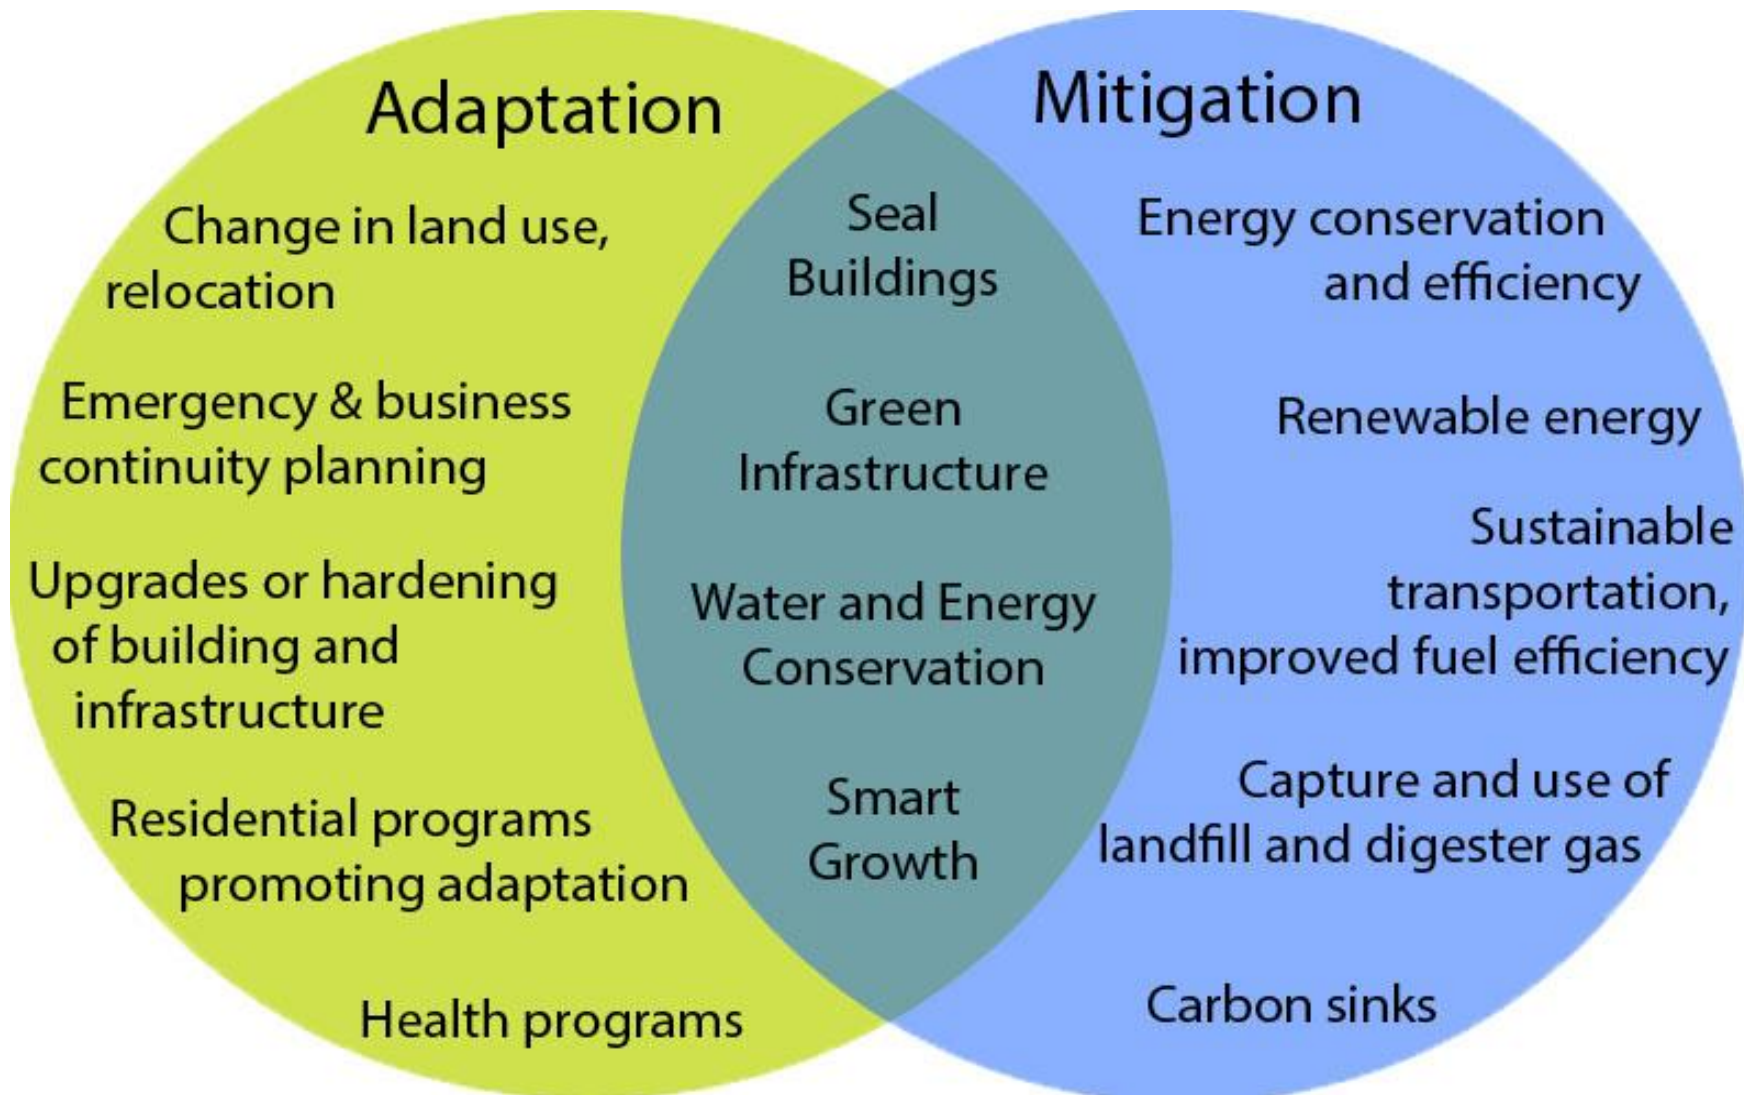 Adaptation
Change in land use,
relocation
Emergency & business
continuity planning
Upgrades or hardening
of building and
infrastructure
Residential programs
promoting adaptation
Health programs
Seal
Buildings
Green
Infrastructure
Water and Energy
Conservation
Smart
Growth
Mitigation
Energy conservation
and efficiency
Renewable energy
Sustainable
transportation,
improved fuel efficiency
Capture and use of
landfill and digester gas
Carbon sinks